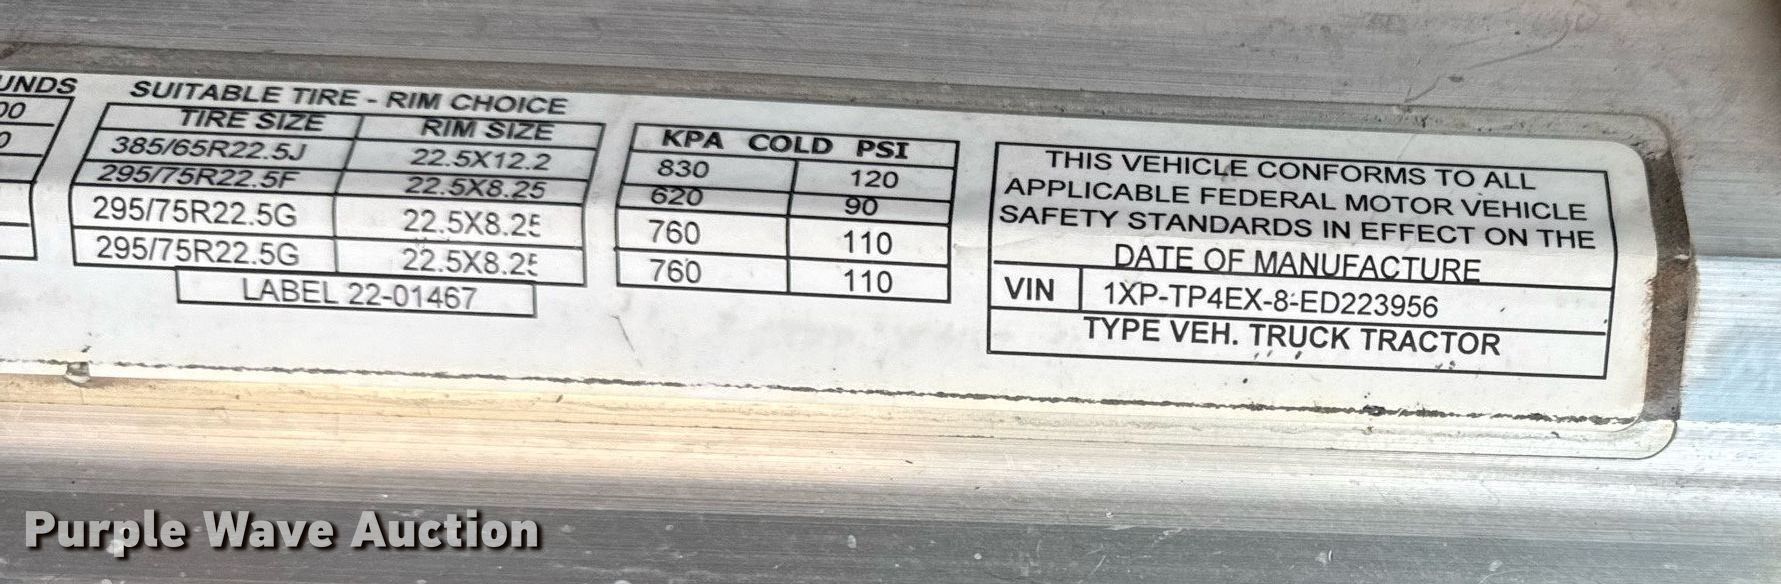 UNDS
00
0
SUITABLE TIRE - RIM CHOICE
TIRE SIZE RIM SIZE
385/65R22.5J 22.5X12.2
295/75R22.5F 22.5X8.25
295/75R22.5G 22.5X8.25
295/75R22.5G 22.5X8.25
LABEL 22-01467
KPA COLD PSI
830 120
620 90
760 110
760 110
THIS VEHICLE CONFORMS TO ALL
APPLICABLE FEDERAL MOTOR VEHICLE
SAFETY STANDARDS IN EFFECT ON THE
DATE OF MANUFACTURE
VIN 1XP-TP4EX-8-ED223956
TYPE VEH. TRUCK TRACTOR
Purple Wave Auction